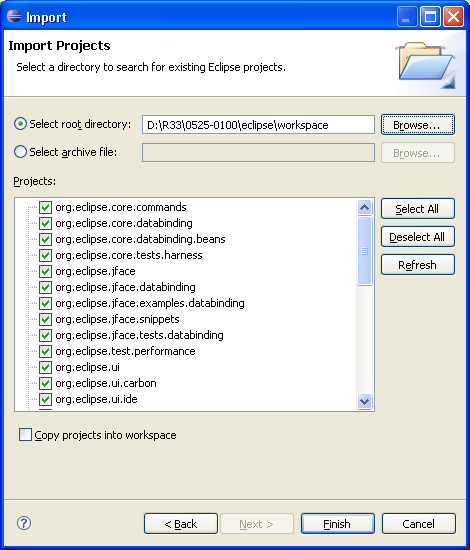 Import
Import Projects
Select a directory to search for existing Eclipse projects.
Select root directory: D:\R33\0525-0100\eclipse\workspace Browse...
Select archive file: Browse...
Projects:
org.eclipse.core.commands
org.eclipse.core.databinding
org.eclipse.core.databinding.beans
org.eclipse.core.tests.harness
org.eclipse.jface
org.eclipse.jface.databinding
org.eclipse.jface.examples.databinding
org.eclipse.jface.snippets
org.eclipse.jface.tests.databinding
org.eclipse.test.performance
org.eclipse.ui
org.eclipse.ui.carbon
org.eclipse.ui.ide
Select All
Deselect All
Refresh
Copy projects into workspace
? < Back Next > Finish Cancel